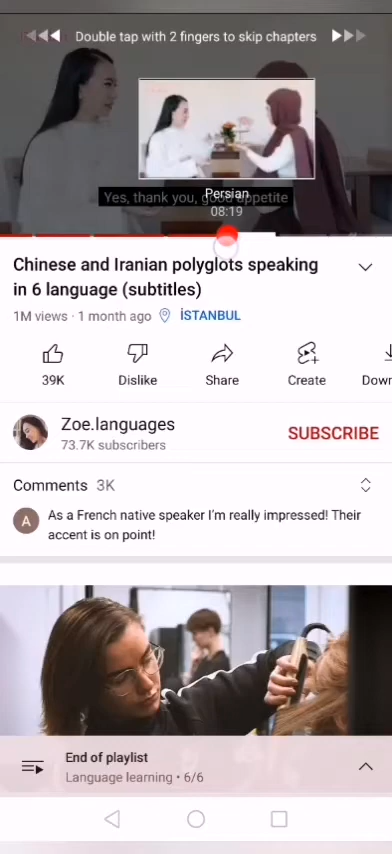 Double tap with 2 fingers to skip chapters
Yes, thank you, good appetite
Persian
08:19
Chinese and Iranian polyglots speaking
in 6 language (subtitles)
1M views · 1 month ago İSTANBUL
39K Dislike Share Create Down
Zoe.languages
73.7K subscribers
SUBSCRIBE
Comments 3K
A
As a French native speaker I'm really impressed! Their
accent is on point!
End of playlist
Language learning • 6/6